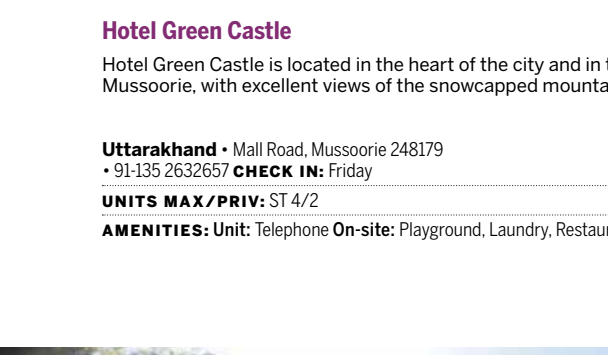 Hotel Green Castle
Hotel Green Castle is located in the heart of the city and in
Mussoorie, with excellent views of the snowcapped
Uttarakhand • Mall Road, Mussoorie 248179
• 91-135 2632657 CHECK IN: Friday
UNITS MAX/PRIV: ST 4/2
AMENITIES: Unit: Telephone On-site: Playground, Laundry,